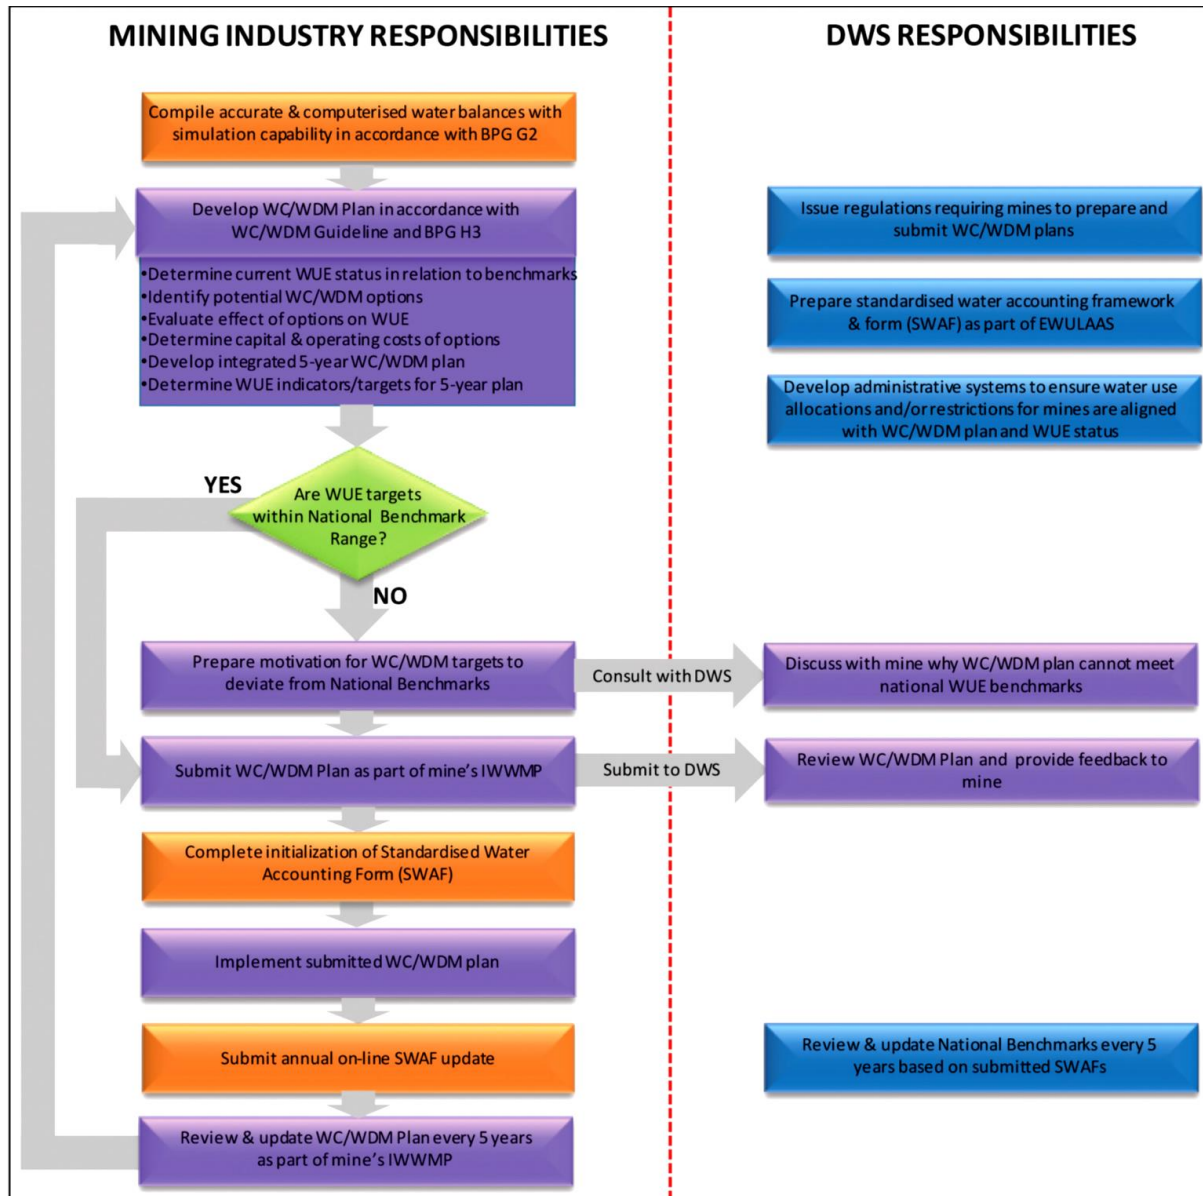 MINING INDUSTRY RESPONSIBILITIES
Compile accurate & computerised water balances with
simulation capability in accordance with BPG G2
Develop WC/WDM Plan in accordance with
WC/WDM Guideline and BPG H3
•Determine current WUE status in relation to benchmarks
•Identify potential WC/WDM options
•Evaluate effect of options on WUE
•Determine capital & operating costs of options
•Develop integrated 5-year WC/WDM plan
•Determine WUE indicators/targets for 5-year plan
YES
Are WUE targets
within National Benchmark
Range?
NO
Prepare motivation for WC/WDM targets to
deviate from National Benchmarks
Consult with DWS
Submit WC/WDM Plan as part of mine's IWWMP
Submit to DWS
Complete initialization of Standardised Water
Accounting Form (SWAF)
Implement submitted WC/WDM plan
Submit annual on-line SWAF update
Review & update WC/WDM Plan every 5 years
as part of mine's IWWMP
DWS RESPONSIBILITIES
Issue regulations requiring mines to prepare and
submit WC/WDM plans
Prepare standardised water accounting framework
& form (SWAF) as part of EWULAAS
Develop administrative systems to ensure water use
allocations and/or restrictions for mines are aligned
with WC/WDM plan and WUE status
Discuss with mine why WC/WDM plan cannot meet
national WUE benchmarks
Review WC/WDM Plan and provide feedback to
mine
Review & update National Benchmarks every 5
years based on submitted SWAFs